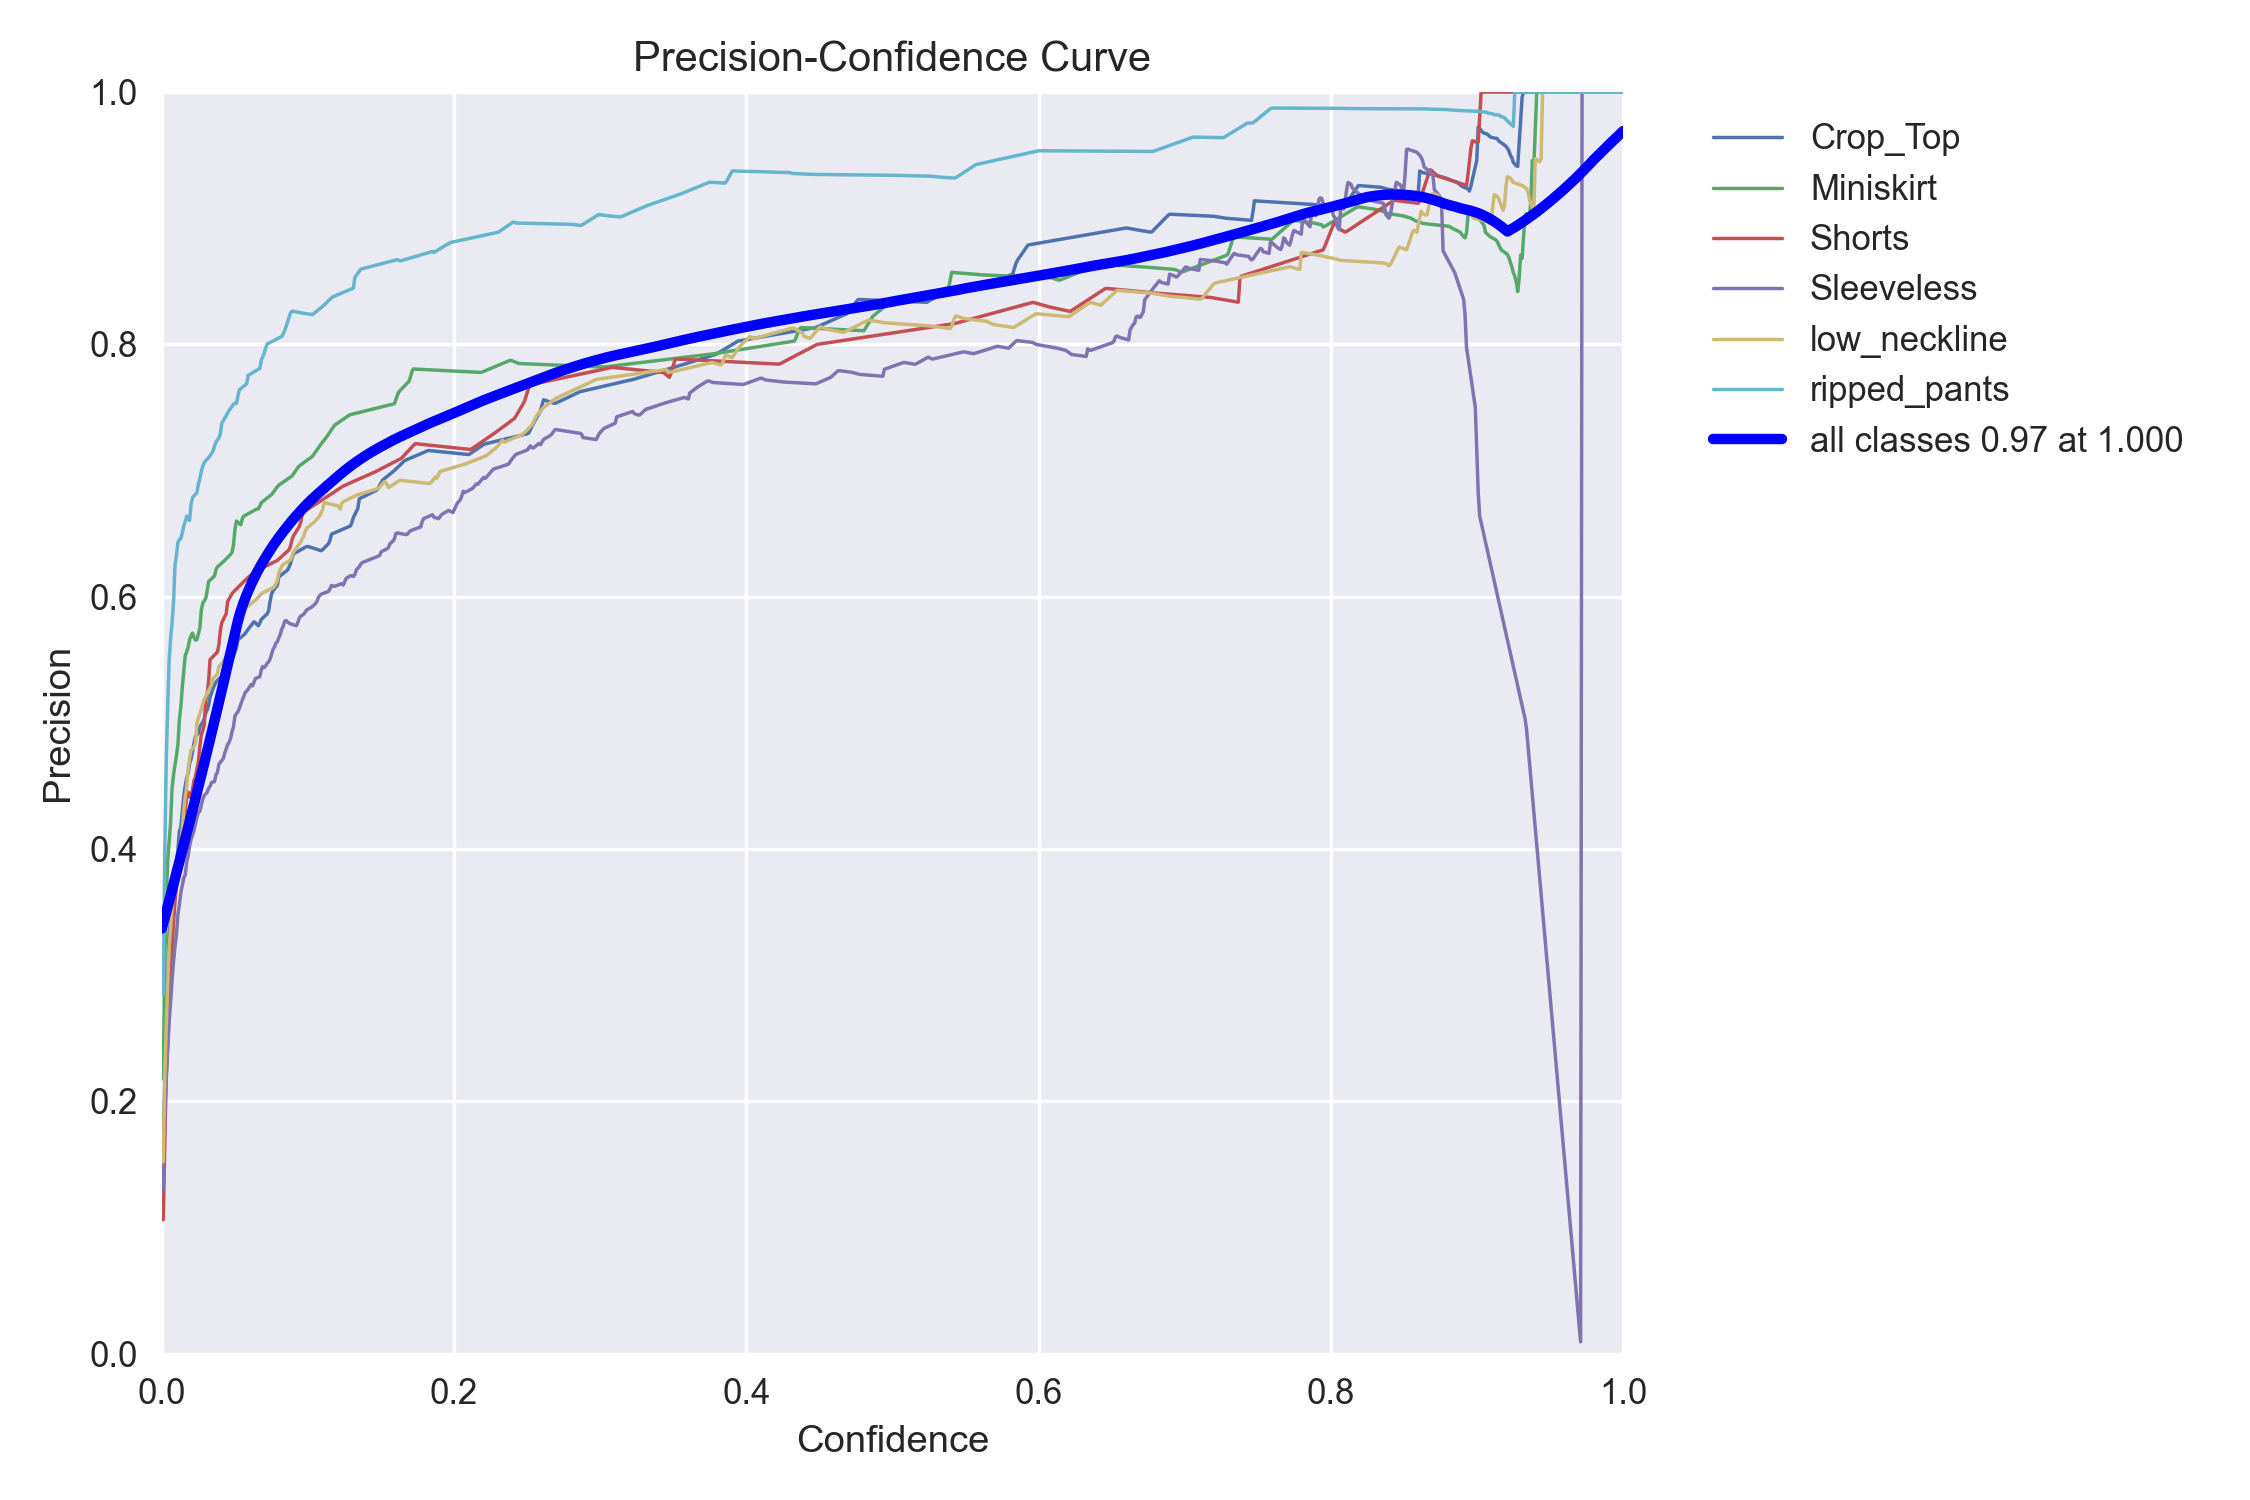 Precision-Confidence Curve
1.0
0.8
0.6
0.4
0.2
0.0
Precision
0.0 0.2 0.4 0.6 0.8 1.0
Confidence
Crop_Top
Miniskirt
Shorts
Sleeveless
low_neckline
ripped_pants
all classes 0.97 at 1.000